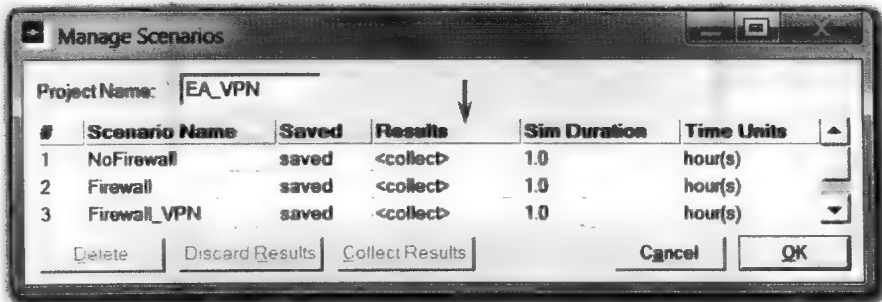 Manage Scenarios
Project Name: EA_VPN
# Scenario Name Saved Results Sim Duration Time Units
1 NoFirewall saved <collect> 1.0 hour(s)
2 Firewall saved <collect> 1.0 hour(s)
3 Firewall_VPN saved <collect> 1.0 hour(s)
Delete Discard Results Collect Results Cancel OK